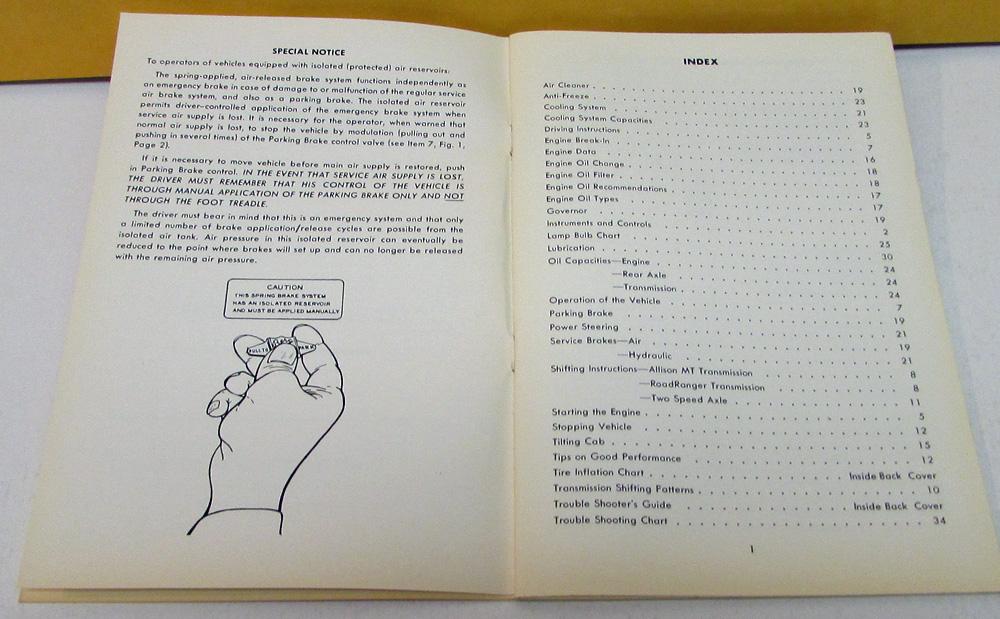 SPECIAL NOTICE
To operators of vehicles equipped with isolated (protected) air reservoirs:
The spring-applied, air-released brake system functions independently as
an emergency brake in case of damage to or malfunction of the regular service
air brake system, and also as a parking brake. The isolated air reservoir
permits driver-controlled application of the emergency brake system when
service air supply is lost. It is necessary for the operator, when warned that
normal air supply is lost, to stop the vehicle by modulation (pulling out and
pushing in several times) of the Parking Brake control valve (see Item 7, Fig. 1,
Page 2).
If it is necessary to move vehicle before main air supply is restored, push
in Parking Brake control. IN THE EVENT THAT SERVICE AIR SUPPLY IS LOST,
THE DRIVER MUST REMEMBER THAT HIS CONTROL OF THE VEHICLE IS
THROUGH MANUAL APPLICATION OF THE PARKING BRAKE ONLY AND NOT
THROUGH THE FOOT TREADLE.
The driver must bear in mind that this is an emergency system and that only
a limited number of brake application/release cycles are possible from the
isolated air tank. Air pressure in this isolated reservoir can eventually be
reduced to the point where brakes will set up and can no longer be released
with the remaining air pressure.
CAUTION
THIS SPRING BRAKE SYSTEM
HAS AN ISOLATED RESERVOIR
AND MUST BE APPLIED MANUALLY
PARK
INDEX
Air Cleaner . . . 19
Anti-Freeze . . . 23
Cooling System . . . 21
Cooling System Capacities . . . 23
Driving Instructions . . . 5
Engine Break-In . . . 7
Engine Data . . . 16
Engine Oil Change . . . 18
Engine Oil Filter . . . 18
Engine Oil Recommendations . . . 17
Engine Oil Types . . . 17
Governor . . . 19
Instruments and Controls . . . 2
Lamp Bulb Chart . . . 25
Lubrication . . . 30
Oil Capacities—Engine . . . 24
—Rear Axle . . . 24
—Transmission . . . 24
Operation of the Vehicle . . . 7
Parking Brake . . . 19
Power Steering . . . 21
Service Brakes—Air . . . 19
—Hydraulic . . . 21
Shifting Instructions—Allison MT Transmission . . . 8
—RoadRanger Transmission . . . 8
—Two Speed Axle . . . 11
Starting the Engine . . . 5
Stopping Vehicle . . . 12
Tilting Cab . . . 15
Tips on Good Performance . . . 12
Tire Inflation Chart . . . Inside Back Cover
Transmission Shifting Patterns . . . 10
Trouble Shooter's Guide . . . Inside Back Cover
Trouble Shooting Chart . . . 34
1